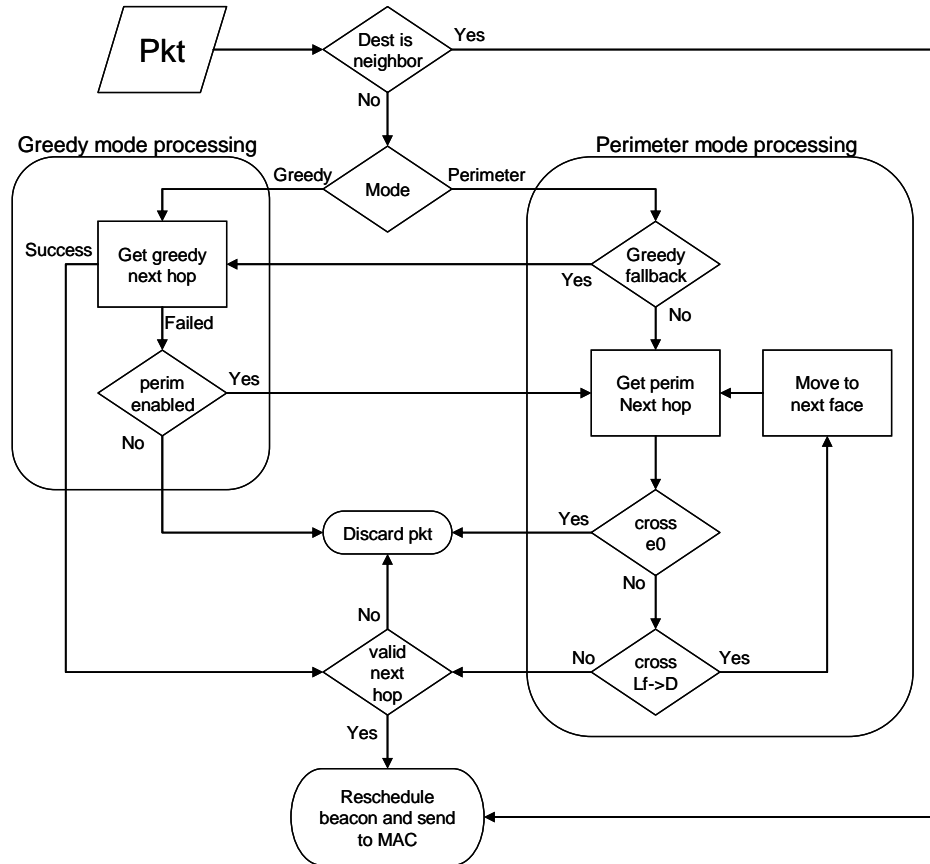 Pkt
Dest is
neighbor
Yes
No
Greedy mode processing
Perimeter mode processing
Greedy
Mode
Perimeter
Success
Get greedy
next hop
Greedy
fallback
Yes
Failed
No
perim
enabled
Yes
Get perim
Next hop
Move to
next face
No
Discard pkt
Yes
cross
e0
No
No
valid
next
hop
No
cross
Lf->D
Yes
Yes
Reschedule
beacon and send
to MAC